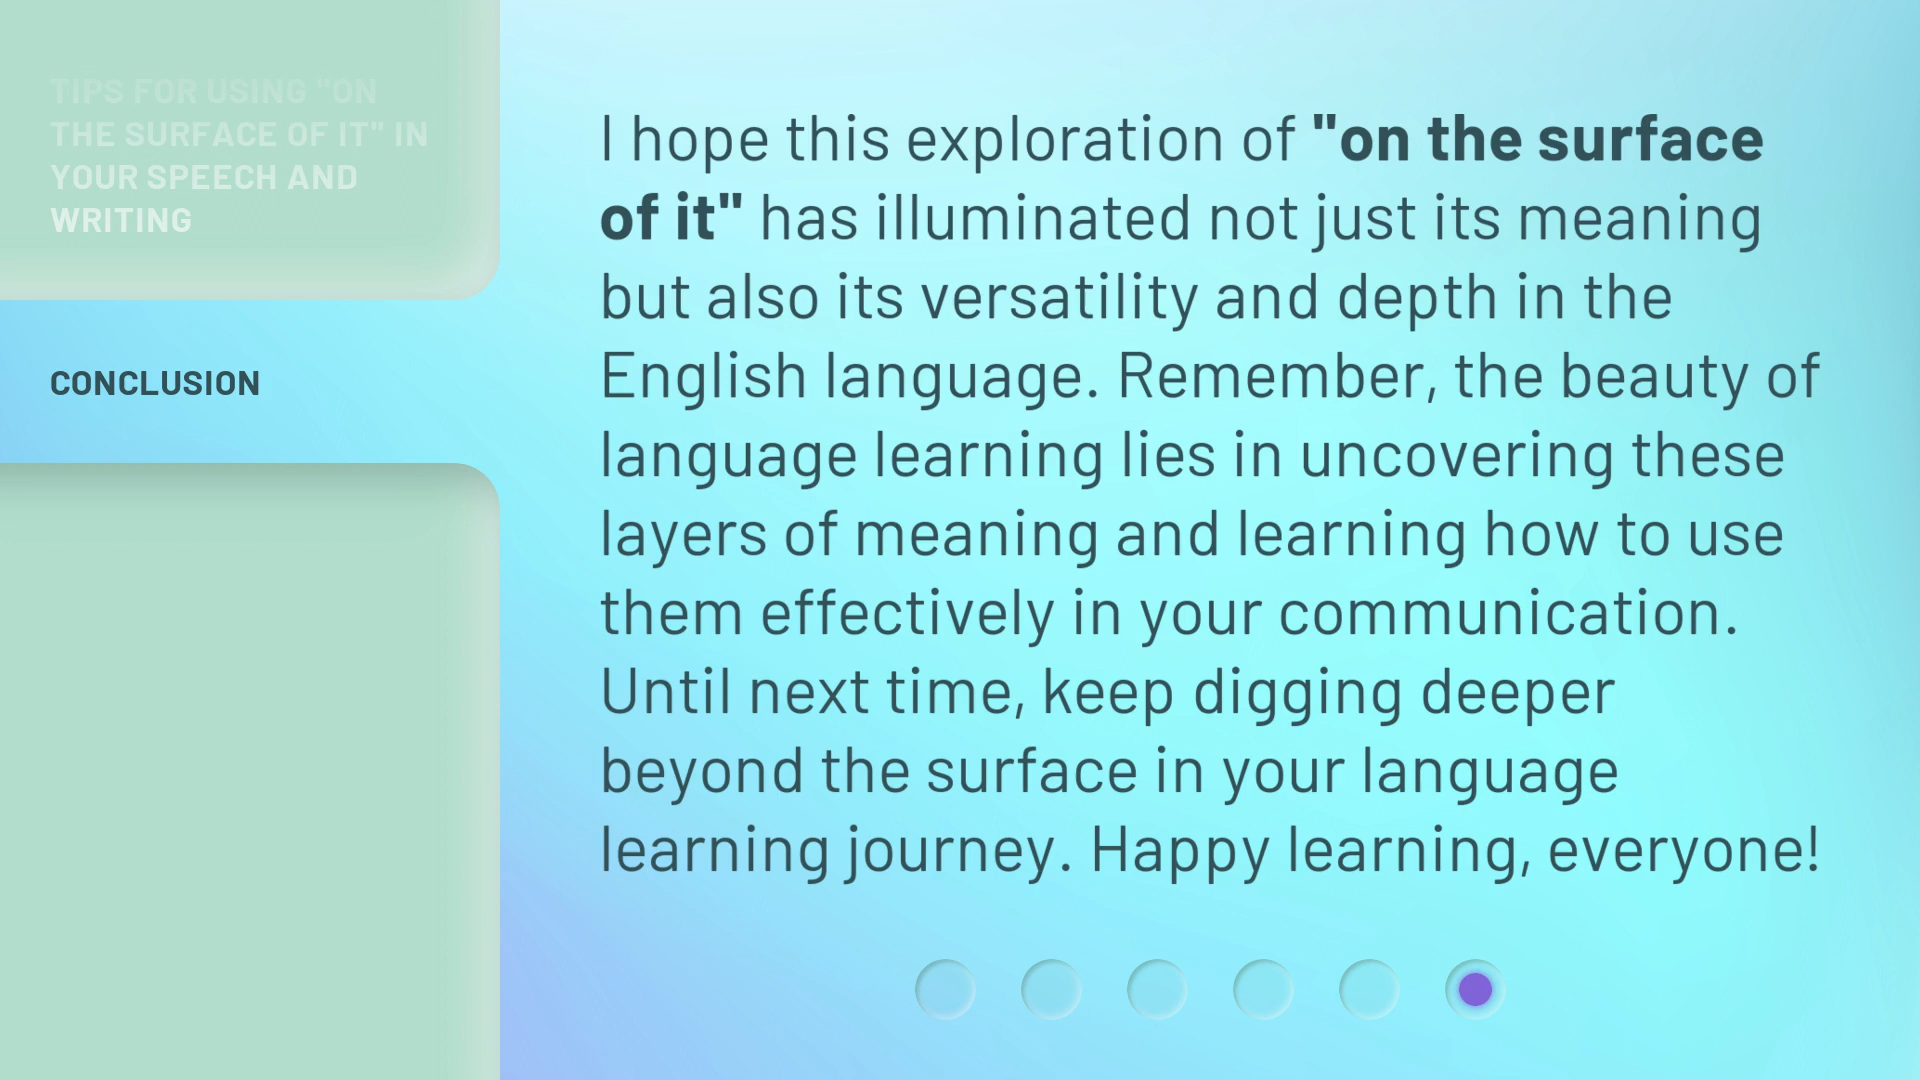 TIPS FOR USING "ON
THE SURFACE OF IT" IN
YOUR SPEECH AND
WRITING
CONCLUSION
I hope this exploration of "on the surface
of it" has illuminated not just its meaning
but also its versatility and depth in the
English language. Remember, the beauty of
language learning lies in uncovering these
layers of meaning and learning how to use
them effectively in your communication.
Until next time, keep digging deeper
beyond the surface in your language
learning journey. Happy learning, everyone!